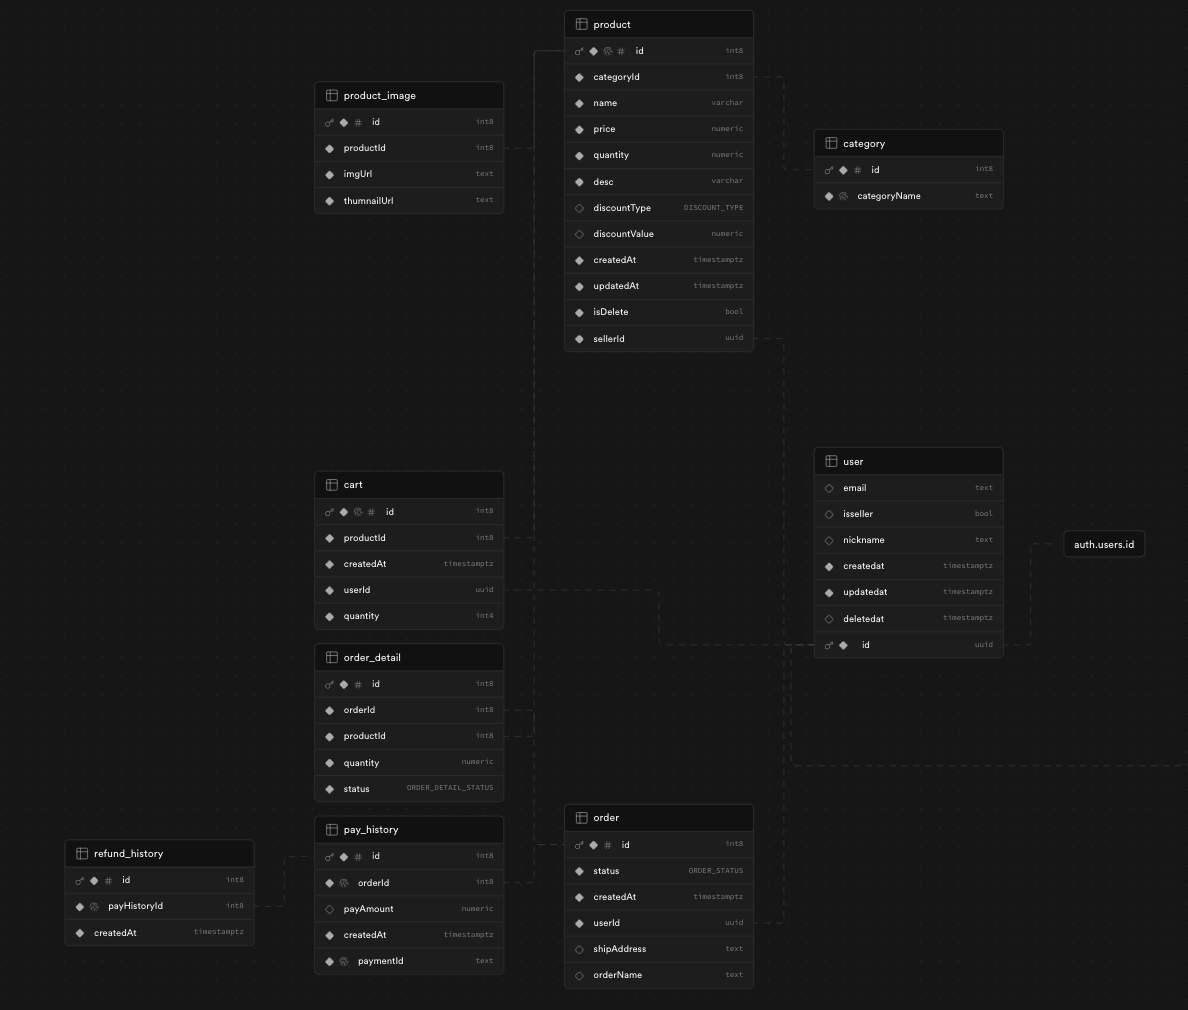 product
id int8
categoryId int8
name varchar
price numeric
quantity numeric
desc varchar
discountType DISCOUNT_TYPE
discountValue numeric
createdAt timestamptz
updatedAt timestamptz
isDelete bool
sellerId uuid
product_image
id int8
productId int8
imgUrl text
thumnailUrl text
category
id int8
categoryName text
user
email text
isseller bool
nickname text
createdat timestamptz
updatedat timestamptz
deletedat timestamptz
id uuid
auth.users.id
cart
id int8
productId int8
createdAt timestamptz
userId uuid
quantity int4
order_detail
id int8
orderId int8
productId int8
quantity numeric
status ORDER_DETAIL_STATUS
pay_history
id int8
orderId int8
payAmount numeric
createdAt timestamptz
paymentId text
order
id int8
status ORDER_STATUS
createdAt timestamptz
userId uuid
shipAddress text
orderName text
refund_history
id int8
payHistoryId int8
createdAt timestamptz